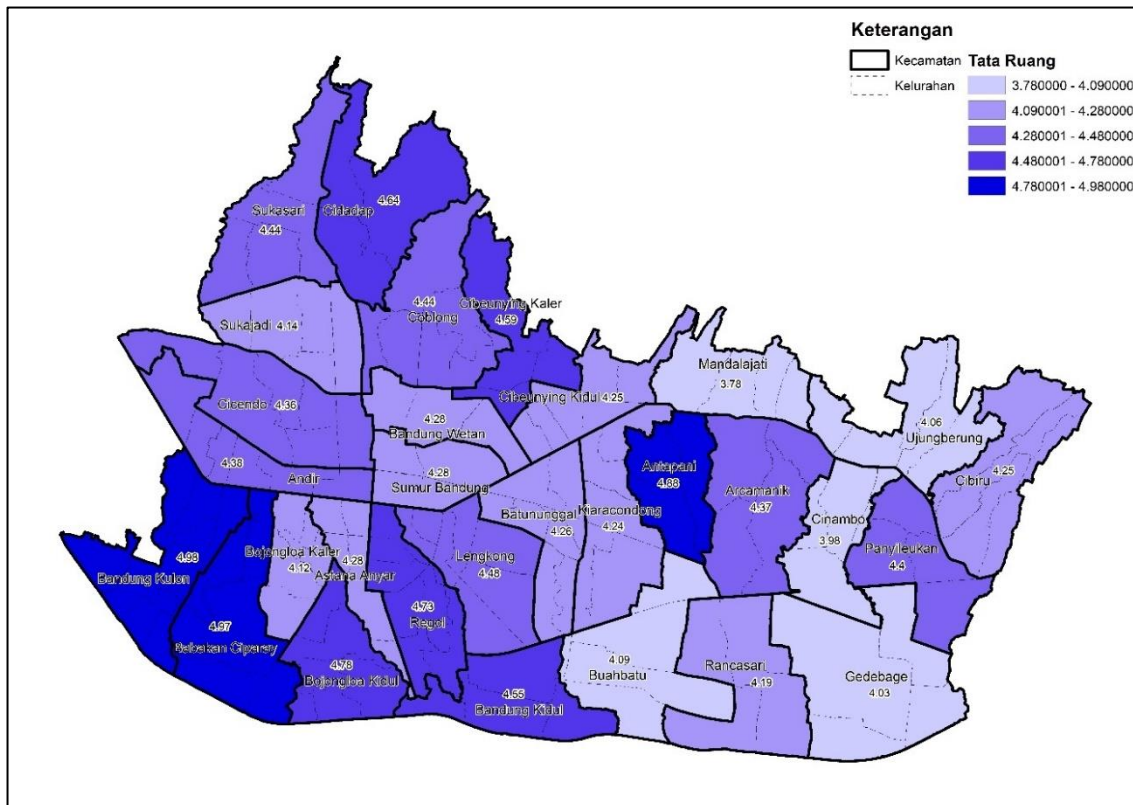 Keterangan
Kecamatan
Kelurahan
Tata Ruang
3.780000 - 4.090000
4.090001 - 4.280000
4.280001 - 4.480000
4.480001 - 4.780000
4.780001 - 4.980000
Sukasari
4.44
Cidadap
4.64
4.44
Coblong
Cibeunying Kaler
4.59
Sukajadi 4.14
Mandalajati
3.78
Cibeunying Kidul 4.25
Cicendo 4.36
4.28
Bandung Wetan
4.06
Ujungberung
4.25
Cibiru
Andir
4.28
Sumur Bandung
Antapani
Arcamanik
4.37
Cinambo
3.98
Batununggal
4.26
Kiaracondong
4.24
Panyileukan
4.4
4.98
Bandung Kulon
Bojongloa Kaler
4.12
4.28
Astana Anyar
Lengkong
4.48
4.73
Regol
4.97
4.78
Bojongloa Kidul
4.55
Bandung Kidul
4.09
Buahbatu
Rancasari
4.19
Gedebage
4.03